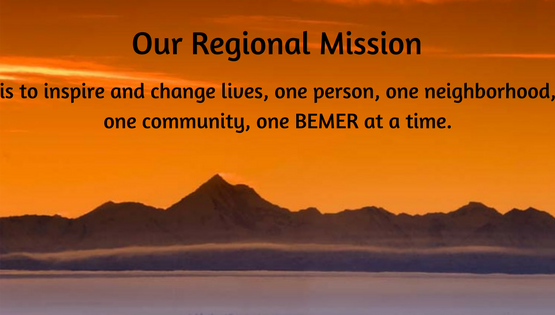 Our Regional Mission
is to inspire and change lives, one person, one neighborhood,
one community, one BEMER at a time.